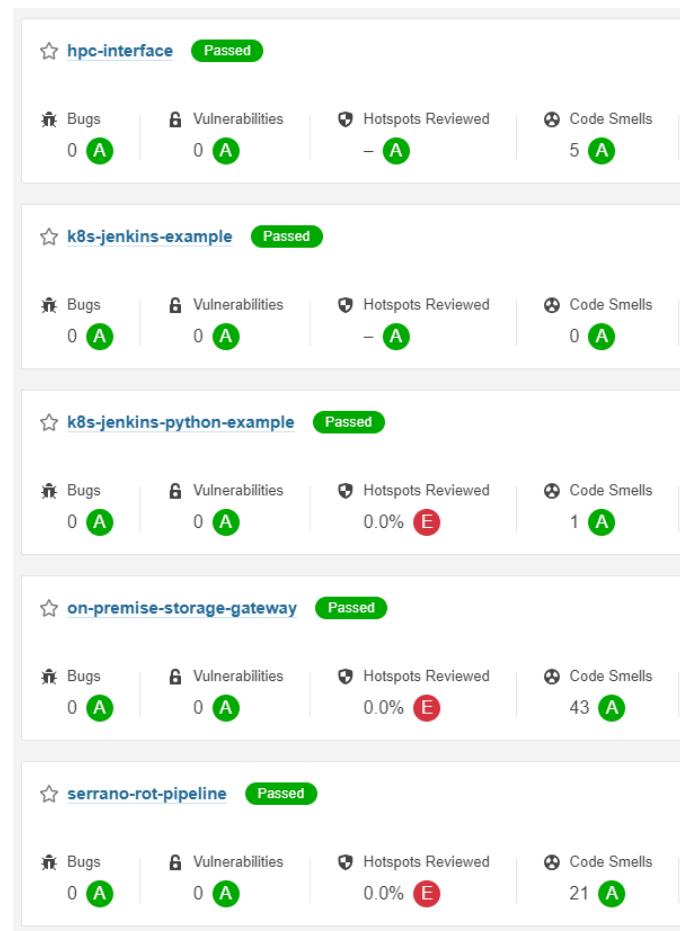 hpc-interface Passed
Bugs Vulnerabilities Hotspots Reviewed Code Smells
0 A 0 A – A 5 A
k8s-jenkins-example Passed
Bugs Vulnerabilities Hotspots Reviewed Code Smells
0 A 0 A – A 0 A
k8s-jenkins-python-example Passed
Bugs Vulnerabilities Hotspots Reviewed Code Smells
0 A 0 A 0.0% E 1 A
on-premise-storage-gateway Passed
Bugs Vulnerabilities Hotspots Reviewed Code Smells
0 A 0 A 0.0% E 43 A
serrano-rot-pipeline Passed
Bugs Vulnerabilities Hotspots Reviewed Code Smells
0 A 0 A 0.0% E 21 A